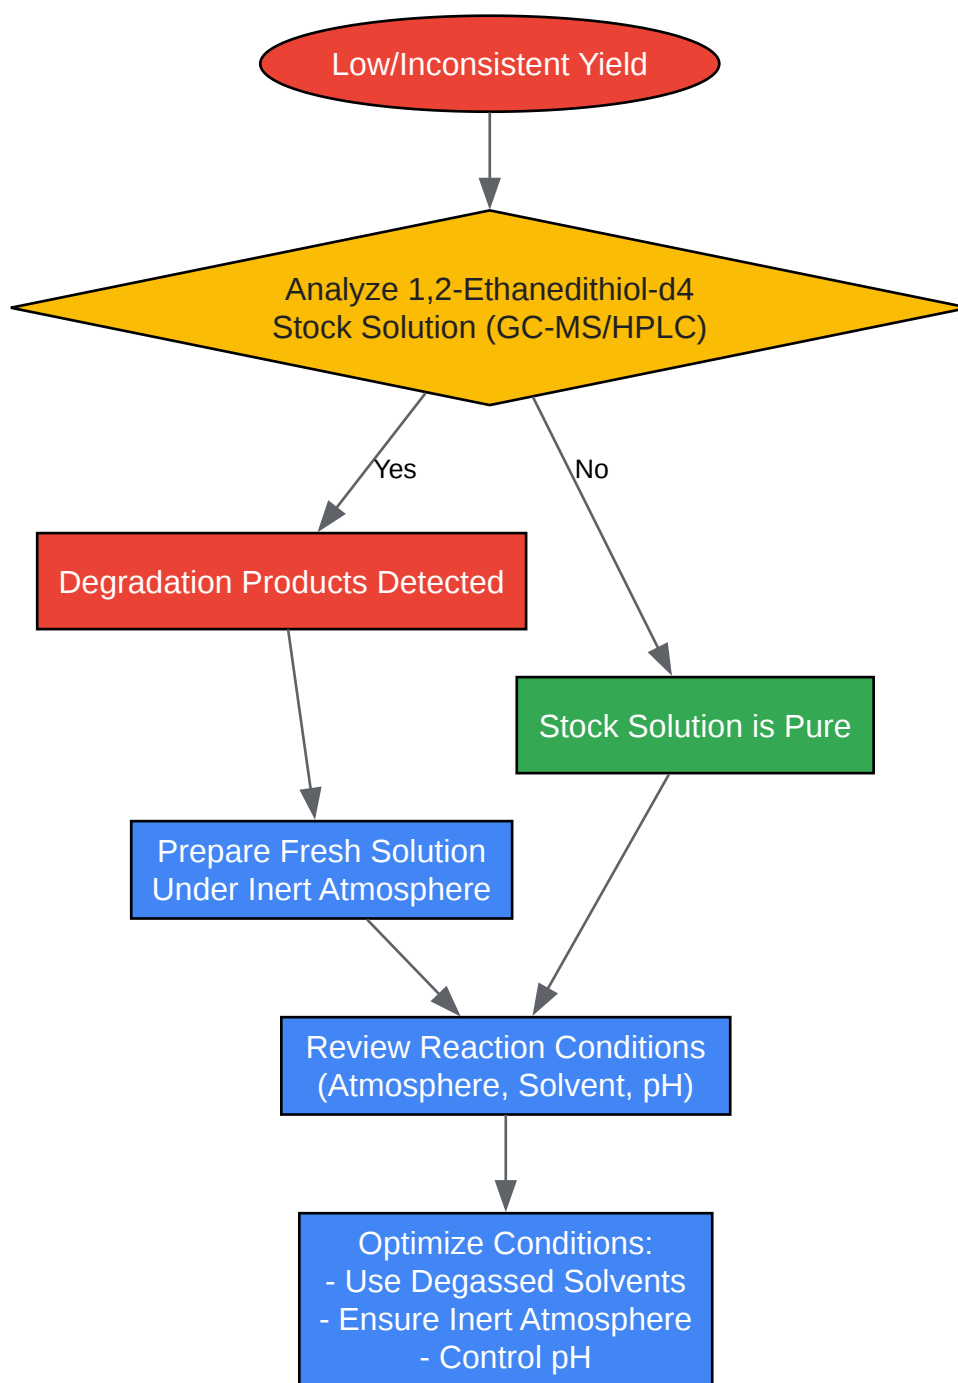 Low/Inconsistent Yield
Analyze 1,2-Ethanedithiol-d4
Stock Solution (GC-MS/HPLC)
Yes
No
Degradation Products Detected
Stock Solution is Pure
Prepare Fresh Solution
Under Inert Atmosphere
Review Reaction Conditions
(Atmosphere, Solvent, pH)
Optimize Conditions:
- Use Degassed Solvents
- Ensure Inert Atmosphere
- Control pH